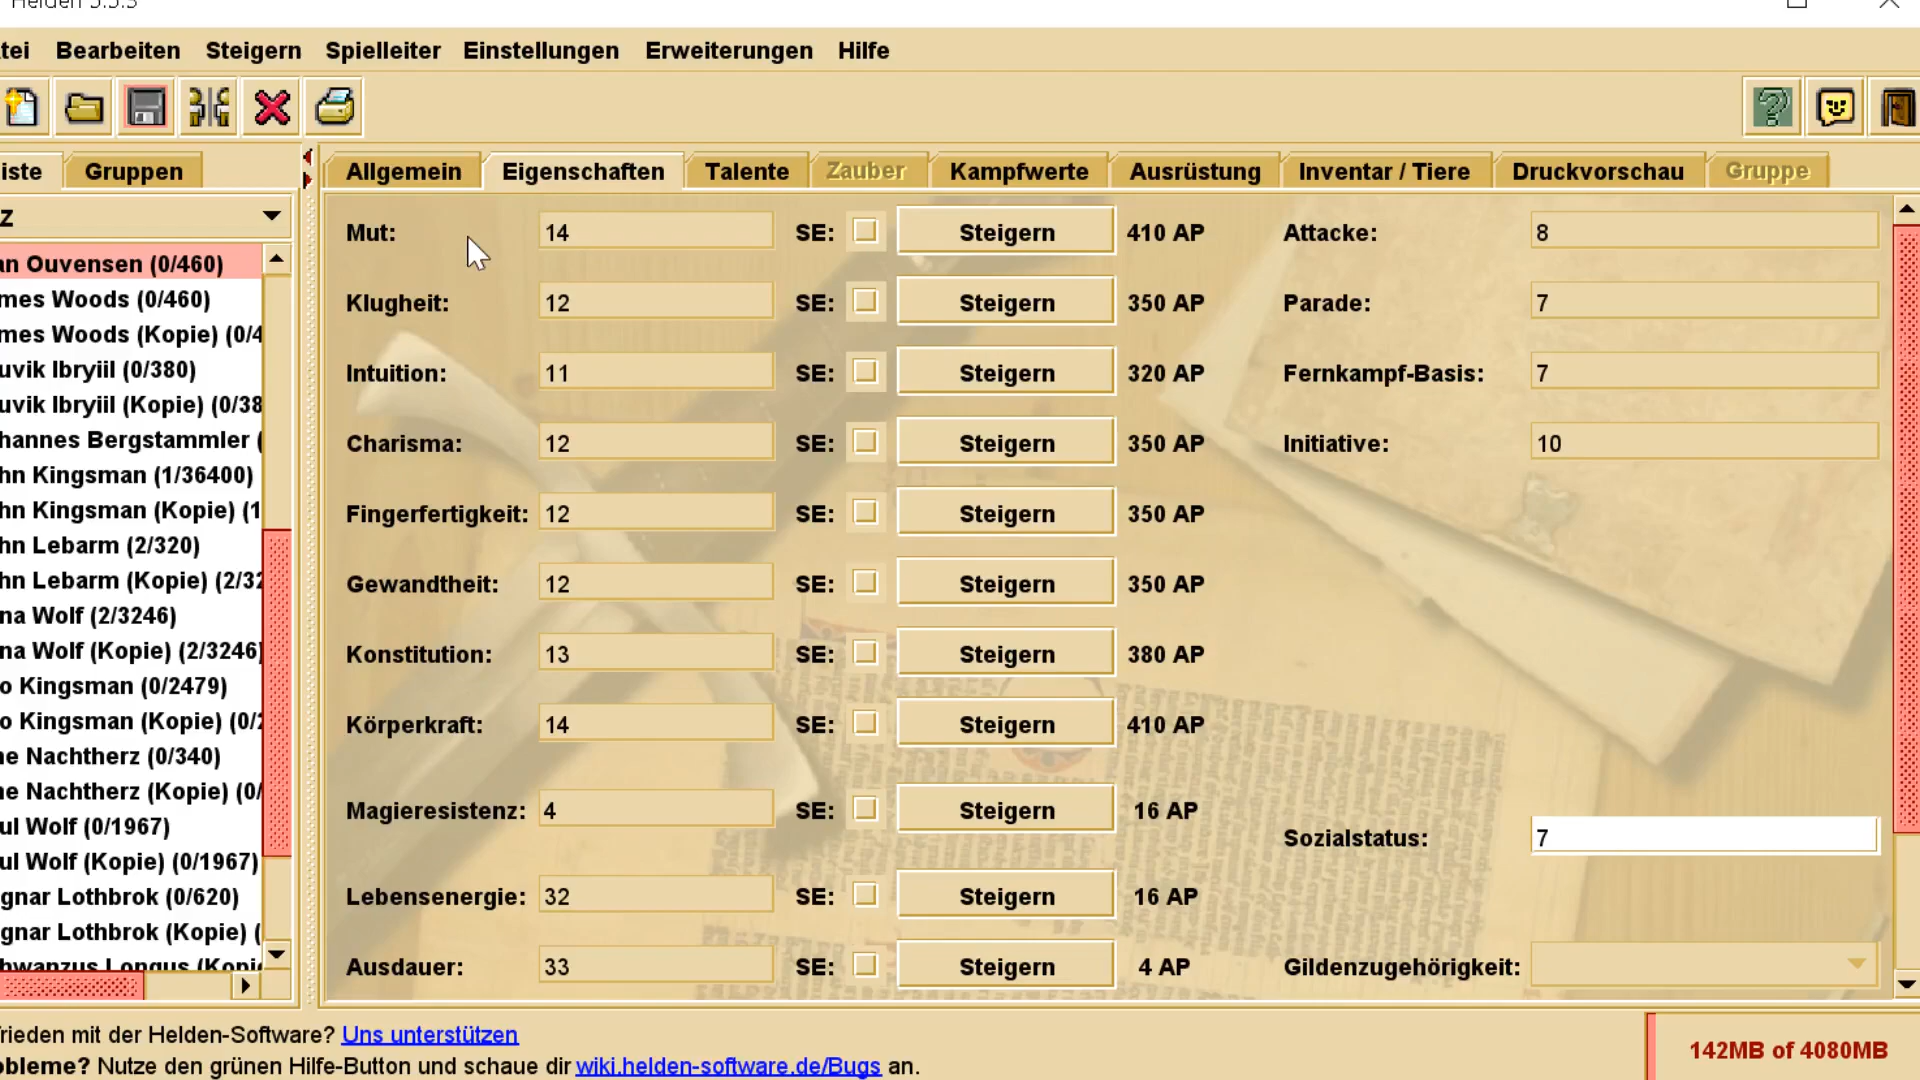 Helden 5.5.3
tei Bearbeiten Steigern Spielleiter Einstellungen Erweiterungen Hilfe
iste Gruppen
Allgemein Eigenschaften Talente Zauber Kampfwerte Ausrüstung Inventar / Tiere Druckvorschau Gruppe
z
an Ouvensen (0/460)
mes Woods (0/460)
mes Woods (Kopie) (0/4
uvik Ibryiil (0/380)
uvik Ibryiil (Kopie) (0/38
hannes Bergstammler (
hn Kingsman (1/36400)
hn Kingsman (Kopie) (1
hn Lebarm (2/320)
hn Lebarm (Kopie) (2/32
na Wolf (2/3246)
na Wolf (Kopie) (2/3246)
o Kingsman (0/2479)
o Kingsman (Kopie) (0/2
ne Nachtherz (0/340)
ne Nachtherz (Kopie) (0/
ul Wolf (0/1967)
ul Wolf (Kopie) (0/1967)
gnar Lothbrok (0/620)
gnar Lothbrok (Kopie) (
hwanzus Longus (Kopie
Mut: 14 SE: Steigern 410 AP Attacke: 8
Klugheit: 12 SE: Steigern 350 AP Parade: 7
Intuition: 11 SE: Steigern 320 AP Fernkampf-Basis: 7
Charisma: 12 SE: Steigern 350 AP Initiative: 10
Fingerfertigkeit: 12 SE: Steigern 350 AP
Gewandtheit: 12 SE: Steigern 350 AP
Konstitution: 13 SE: Steigern 380 AP
Körperkraft: 14 SE: Steigern 410 AP
Magieresistenz: 4 SE: Steigern 16 AP
Sozialstatus: 7
Lebensenergie: 32 SE: Steigern 16 AP
Ausdauer: 33 SE: Steigern 4 AP Gildenzugehörigkeit:
rieden mit der Helden-Software? Uns unterstützen
obleme? Nutze den grünen Hilfe-Button und schaue dir wiki.helden-software.de/Bugs an.
142MB of 4080MB